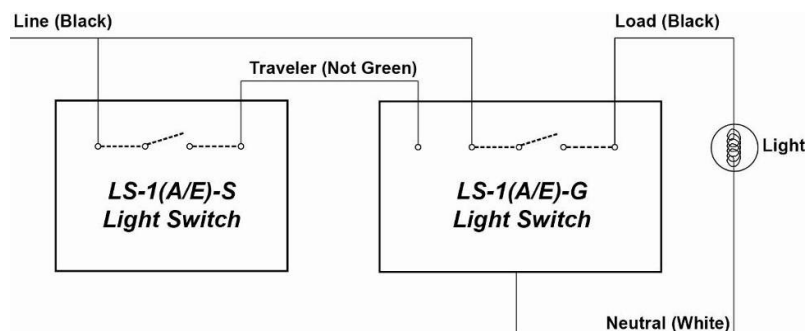 Line (Black)
Load (Black)
Traveler (Not Green)
Light
LS-1(A/E)-S
Light Switch
LS-1(A/E)-G
Light Switch
Neutral (White)